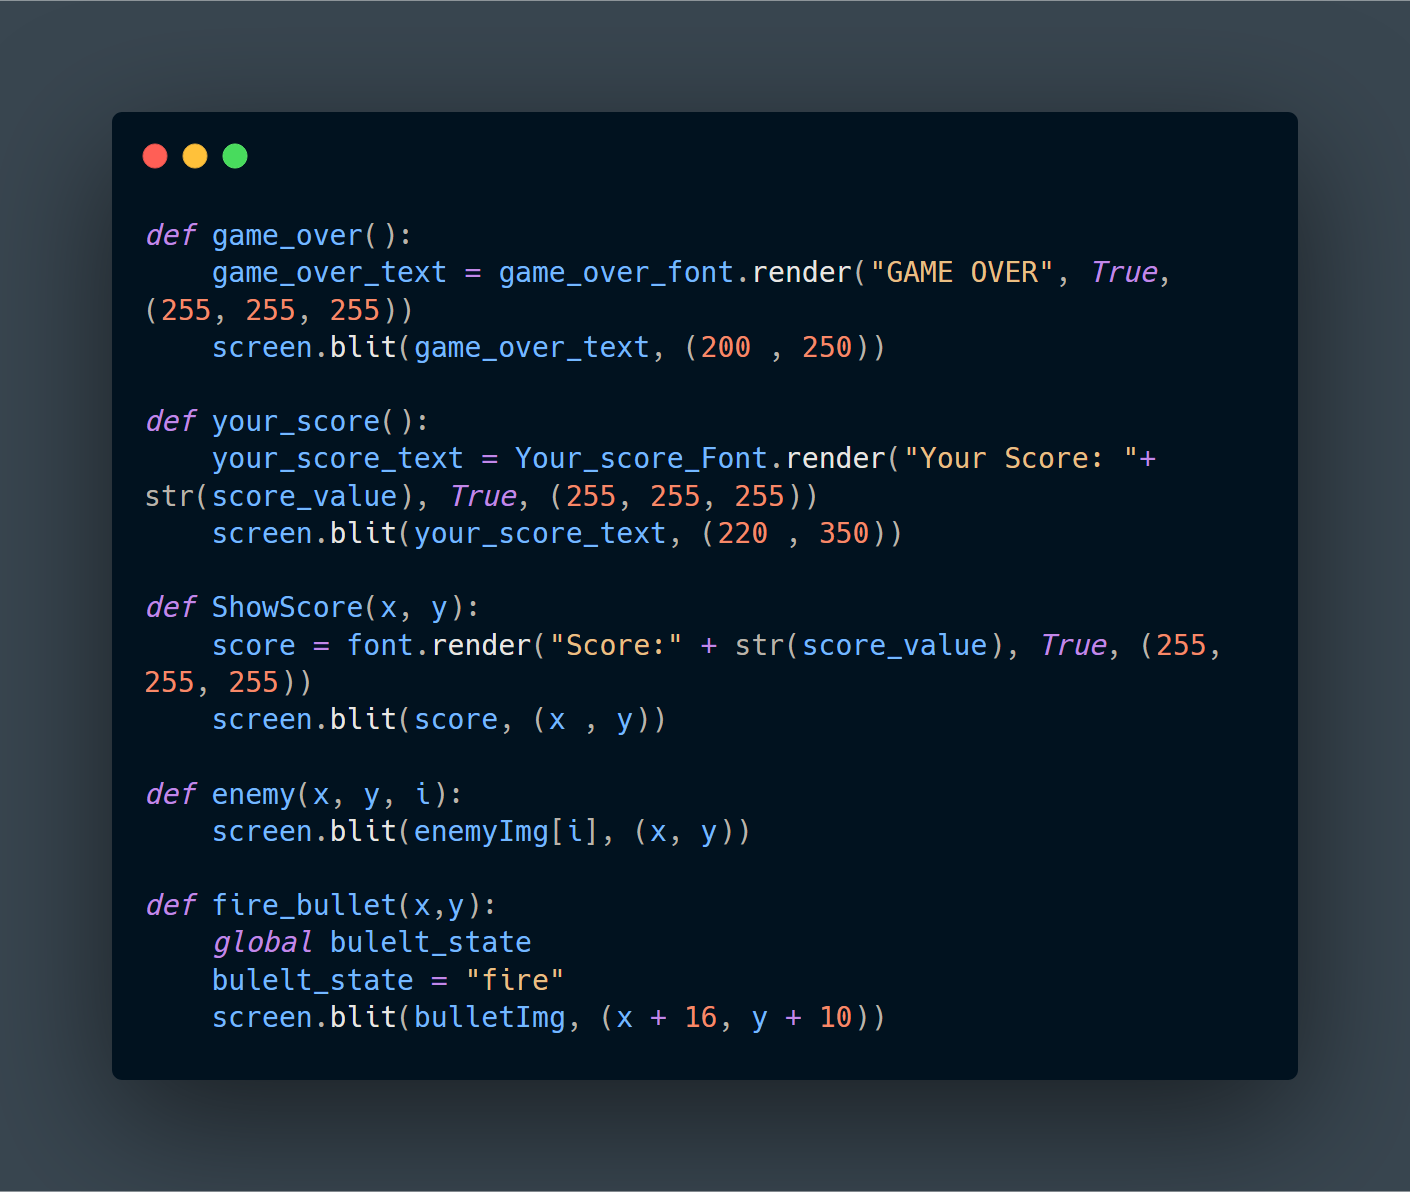 def game_over():
    game_over_text = game_over_font.render("GAME OVER", True,
(255, 255, 255))
    screen.blit(game_over_text, (200 , 250))

def your_score():
    your_score_text = Your_score_Font.render("Your Score: "+
str(score_value), True, (255, 255, 255))
    screen.blit(your_score_text, (220 , 350))

def ShowScore(x, y):
    score = font.render("Score:" + str(score_value), True, (255,
255, 255))
    screen.blit(score, (x , y))

def enemy(x, y, i):
    screen.blit(enemyImg[i], (x, y))

def fire_bullet(x,y):
    global bulelt_state
    bulelt_state = "fire"
    screen.blit(bulletImg, (x + 16, y + 10))